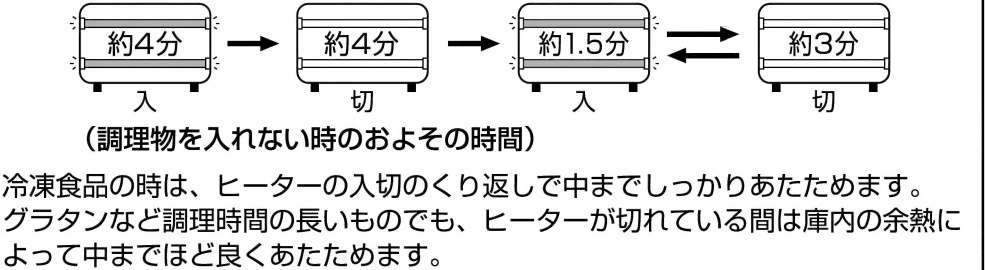 約4分 約4分 約1.5分 約3分
入 切 入 切
（調理物を入れない時のおよその時間）
冷凍食品の時は、ヒーターの入切のくり返しで中までしっかりあたためます。
グラタンなど調理時間の長いものでも、ヒーターが切れている間は庫内の余熱に
よって中までほど良くあたためます。